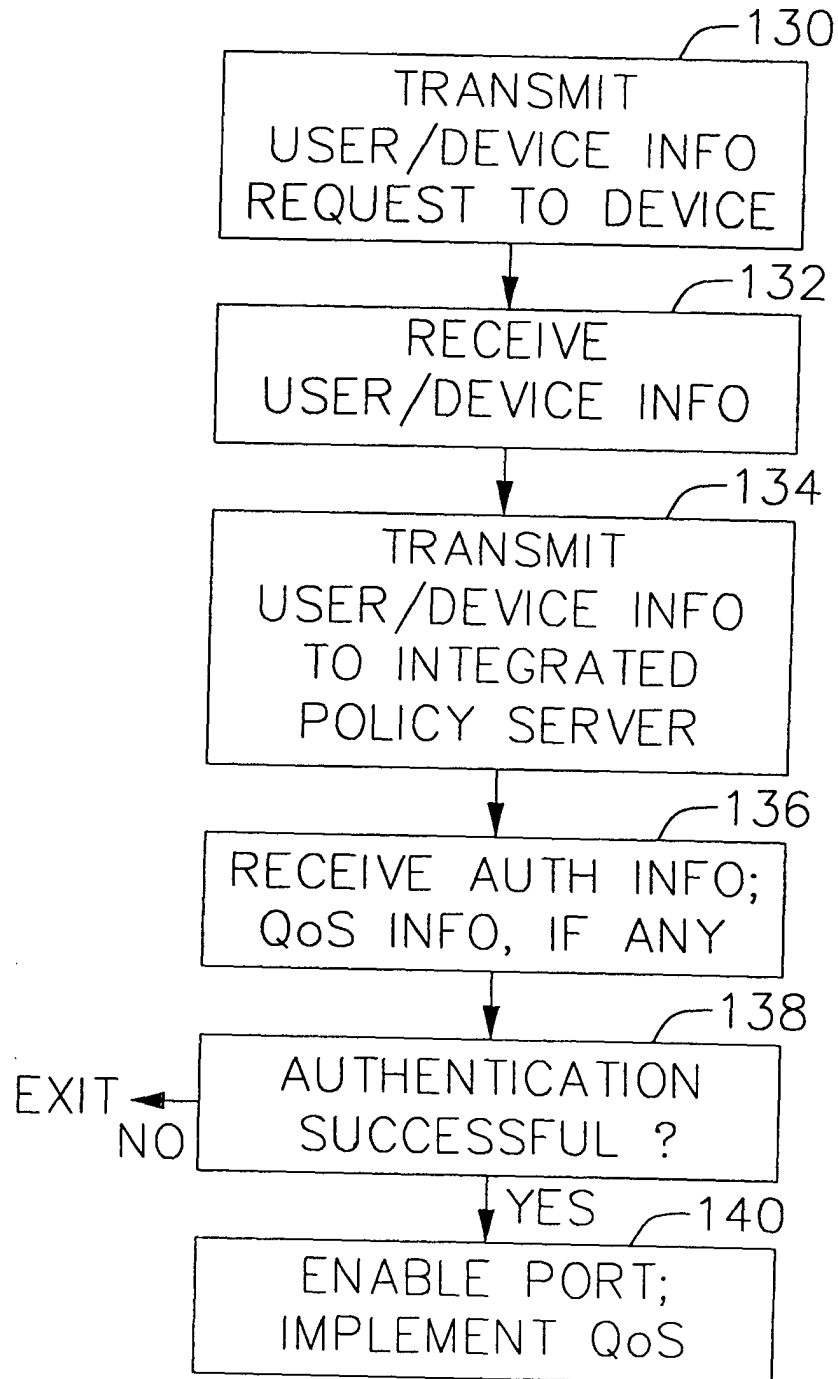 130
TRANSMIT
USER/DEVICE INFO
REQUEST TO DEVICE
132
RECEIVE
USER/DEVICE INFO
134
TRANSMIT
USER/DEVICE INFO
TO INTEGRATED
POLICY SERVER
136
RECEIVE AUTH INFO;
QoS INFO, IF ANY
138
AUTHENTICATION
SUCCESSFUL ?
EXIT
NO
YES
140
ENABLE PORT;
IMPLEMENT QoS